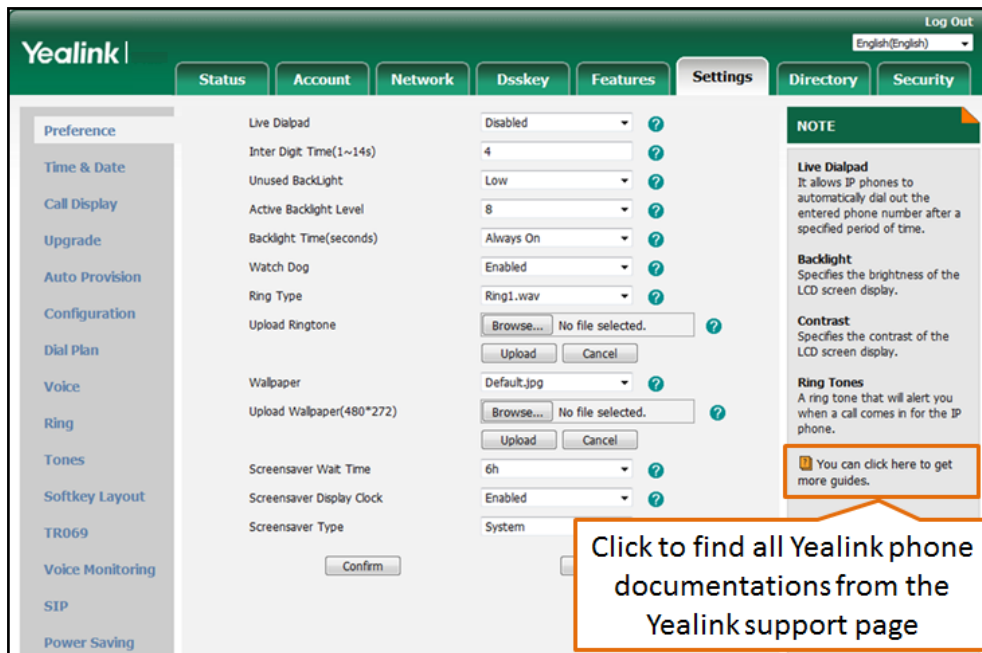 Log Out
Yealink
English(English)
Status Account Network Dsskey Features Settings Directory Security
Preference
Time & Date
Call Display
Upgrade
Auto Provision
Configuration
Dial Plan
Voice
Ring
Tones
Softkey Layout
TR069
Voice Monitoring
SIP
Power Saving
Live Dialpad Disabled ?
Inter Digit Time(1~14s) 4 ?
Unused BackLight Low ?
Active Backlight Level 8 ?
Backlight Time(seconds) Always On ?
Watch Dog Enabled ?
Ring Type Ring1.wav ?
Upload Ringtone Browse... No file selected. ?
Upload Cancel
Wallpaper Default.jpg ?
Upload Wallpaper(480*272) Browse... No file selected. ?
Upload Cancel
Screensaver Wait Time 6h ?
Screensaver Display Clock Enabled ?
Screensaver Type System
Confirm
NOTE
Live Dialpad
It allows IP phones to
automatically dial out the
entered phone number after a
specified period of time.
Backlight
Specifies the brightness of the
LCD screen display.
Contrast
Specifies the contrast of the
LCD screen display.
Ring Tones
A ring tone that will alert you
when a call comes in for the IP
phone.
? You can click here to get
more guides.
Click to find all Yealink phone
documentations from the
Yealink support page